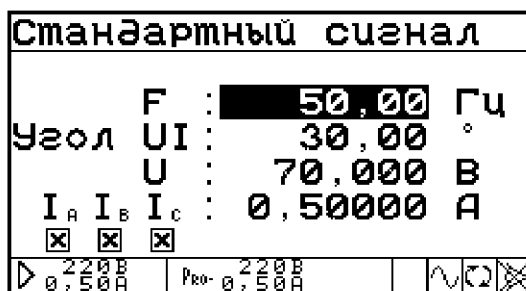 Стандартный сигнал
F : 50,00 Гц
Угол UI : 30,00 °
U : 70,000 В
IA IB IC : 0,50000 А
220В 0,50А PRO- 220В 0,50А